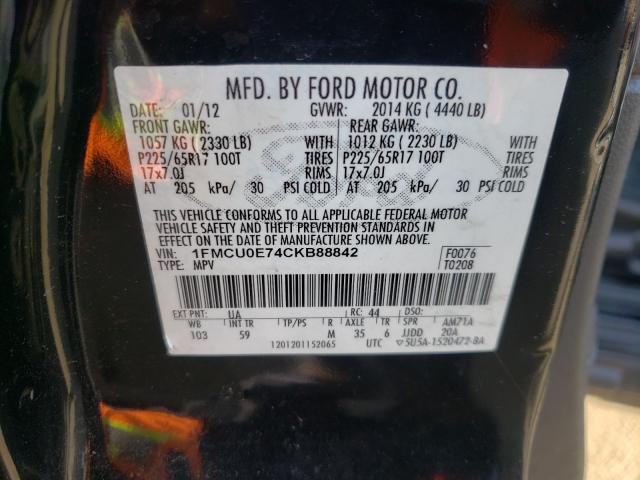 MFD. BY FORD MOTOR CO.
DATE: 01/12 GVWR: 2014 KG ( 4440 LB)
FRONT GAWR: REAR GAWR:
1057 KG ( 2330 LB) WITH 1012 KG ( 2230 LB) WITH
P225/65R17 100T TIRES P225/65R17 100T TIRES
17x7.0J RIMS 17x7.0J RIMS
AT 205 kPa/ 30 PSI COLD AT 205 kPa/ 30 PSI COLD
THIS VEHICLE CONFORMS TO ALL APPLICABLE FEDERAL MOTOR
VEHICLE SAFETY AND THEFT PREVENTION STANDARDS IN
EFFECT ON THE DATE OF MANUFACTURE SHOWN ABOVE.
VIN: 1FMCU0E74CKB88842 F0076
TYPE: MPV T0208
EXT PNT: UA RC: 44 DSO:
WB INT TR TP/PS R AXLE TR SPR AM71A
103 59 M 35 6 JJDD 20A
1201201152065 UTC ▽5U5A-1520472-BA